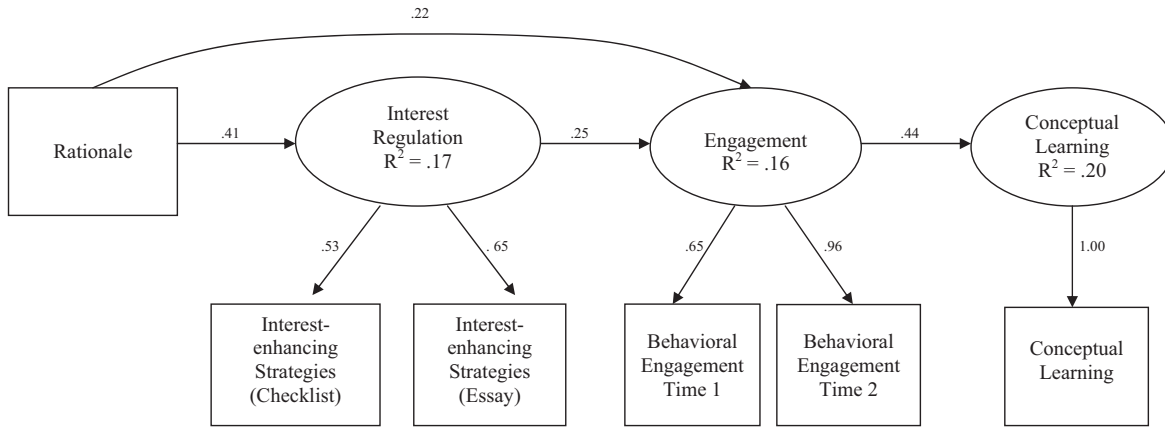 .22
Rationale
.41
Interest
Regulation
R² = .17
.25
Engagement
R² = .16
.44
Conceptual
Learning
R² = .20
.53
. 65
.65
.96
1.00
Interest-
enhancing
Strategies
(Checklist)
Interest-
enhancing
Strategies
(Essay)
Behavioral
Engagement
Time 1
Behavioral
Engagement
Time 2
Conceptual
Learning